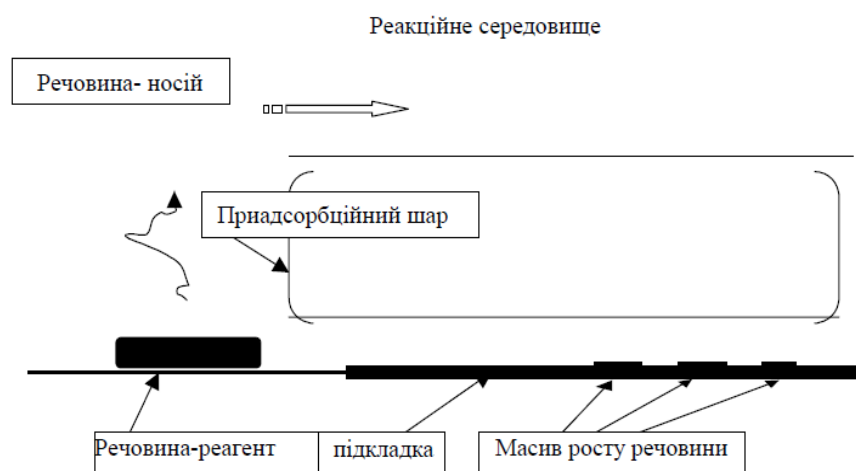 Реакційне середовище
Речовина- носій
Приадсорбційний шар
Речовина-реагент
підкладка
Масив росту речовини